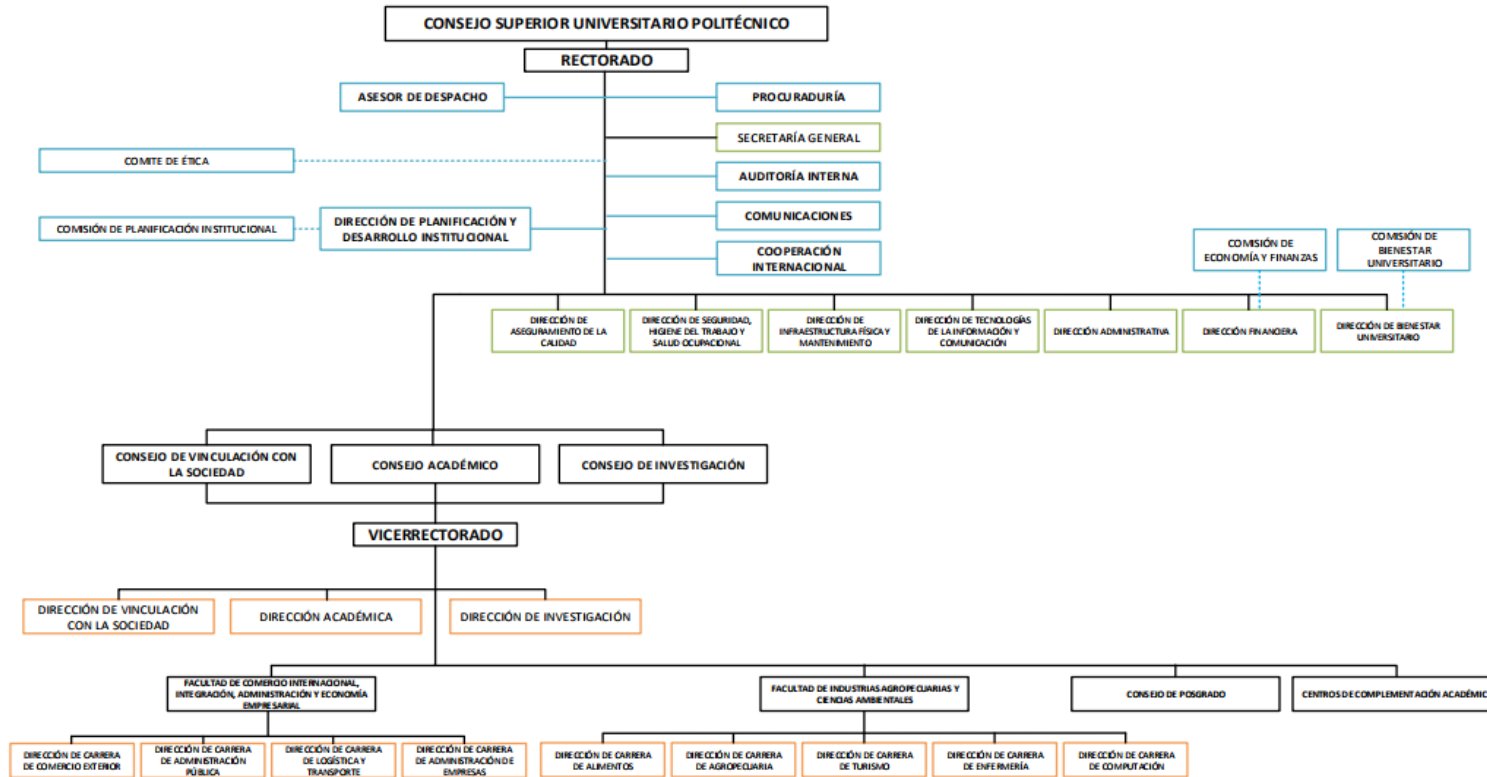 CONSEJO SUPERIOR UNIVERSITARIO POLITÉCNICO
RECTORADO
ASESOR DE DESPACHO
PROCURADURÍA
SECRETARÍA GENERAL
COMITE DE ÉTICA
AUDITORÍA INTERNA
COMISIÓN DE PLANIFICACIÓN INSTITUCIONAL
DIRECCIÓN DE PLANIFICACIÓN Y
DESARROLLO INSTITUCIONAL
COMUNICACIONES
COOPERACIÓN
INTERNACIONAL
COMISIÓN DE
ECONOMÍA Y FINANZAS
COMISIÓN DE
BIENESTAR
UNIVERSITARIO
DIRECCIÓN DE
ASEGURAMIENTO DE LA
CALIDAD
DIRECCIÓN DE SEGURIDAD,
HIGIENE DEL TRABAJO Y
SALUD OCUPACIONAL
DIRECCIÓN DE
INFRAESTRUCTURA FÍSICA Y
MANTENIMIENTO
DIRECCIÓN DE TECNOLOGÍAS
DE LA INFORMACIÓN Y
COMUNICACIÓN
DIRECCIÓN ADMINISTRATIVA
DIRECCIÓN FINANCIERA
DIRECCIÓN DE BIENESTAR
UNIVERSITARIO
CONSEJO DE VINCULACIÓN CON
LA SOCIEDAD
CONSEJO ACADÉMICO
CONSEJO DE INVESTIGACIÓN
VICERRECTORADO
DIRECCIÓN DE VINCULACIÓN
CON LA SOCIEDAD
DIRECCIÓN ACADÉMICA
DIRECCIÓN DE INVESTIGACIÓN
FACULTAD DE COMERCIO INTERNACIONAL,
INTEGRACIÓN, ADMINISTRACIÓN Y ECONOMÍA
EMPRESARIAL
FACULTAD DE INDUSTRIAS AGROPECUARIAS Y
CIENCIAS AMBIENTALES
CONSEJO DE POSGRADO
CENTROS DE COMPLEMENTACIÓN ACADÉMIC
DIRECCIÓN DE CARRERA
DE COMERCIO EXTERIOR
DIRECCIÓN DE CARRERA
DE ADMINISTRACIÓN
PÚBLICA
DIRECCIÓN DE CARRERA
DE LOGÍSTICA Y
TRANSPORTE
DIRECCIÓN DE CARRERA
DE ADMINISTRACIÓN DE
EMPRESAS
DIRECCIÓN DE CARRERA
DE ALIMENTOS
DIRECCIÓN DE CARRERA
DE AGROPECUARIA
DIRECCIÓN DE CARRERA
DE TURISMO
DIRECCIÓN DE CARRERA
DE ENFERMERÍA
DIRECCIÓN DE CARRERA
DE COMPUTACIÓN